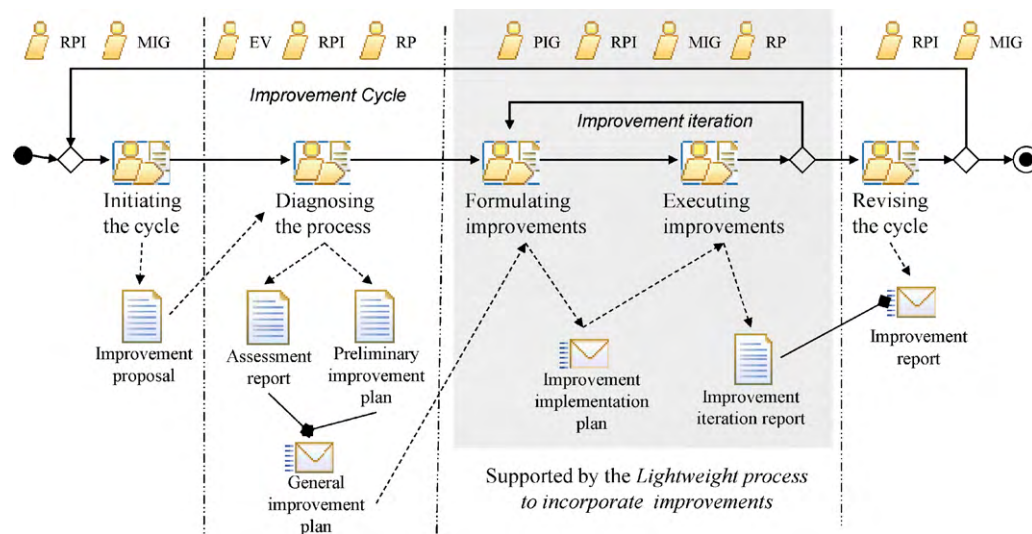 RPI MIG EV RPI RP PIG RPI MIG RP RPI MIG
Improvement Cycle
Improvement iteration
Initiating
the cycle
Diagnosing
the process
Formulating
improvements
Executing
improvements
Revising
the cycle
Improvement
proposal
Assessment
report
Preliminary
improvement
plan
General
improvement
plan
Improvement
implementation
plan
Improvement
iteration report
Improvement
report
Supported by the Lightweight process
to incorporate improvements